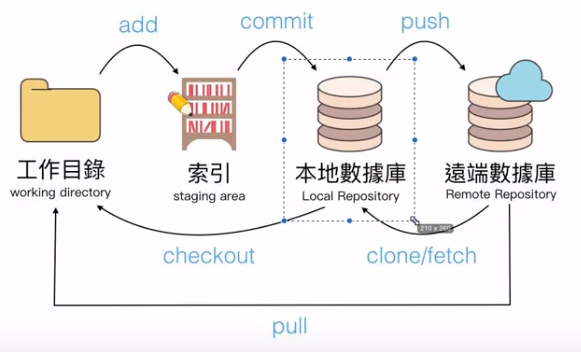 add
commit
push
工作目錄
working directory
索引
staging area
本地數據庫
Local Repository
遠端數據庫
Remote Repository
210 x 260
checkout
clone/fetch
pull